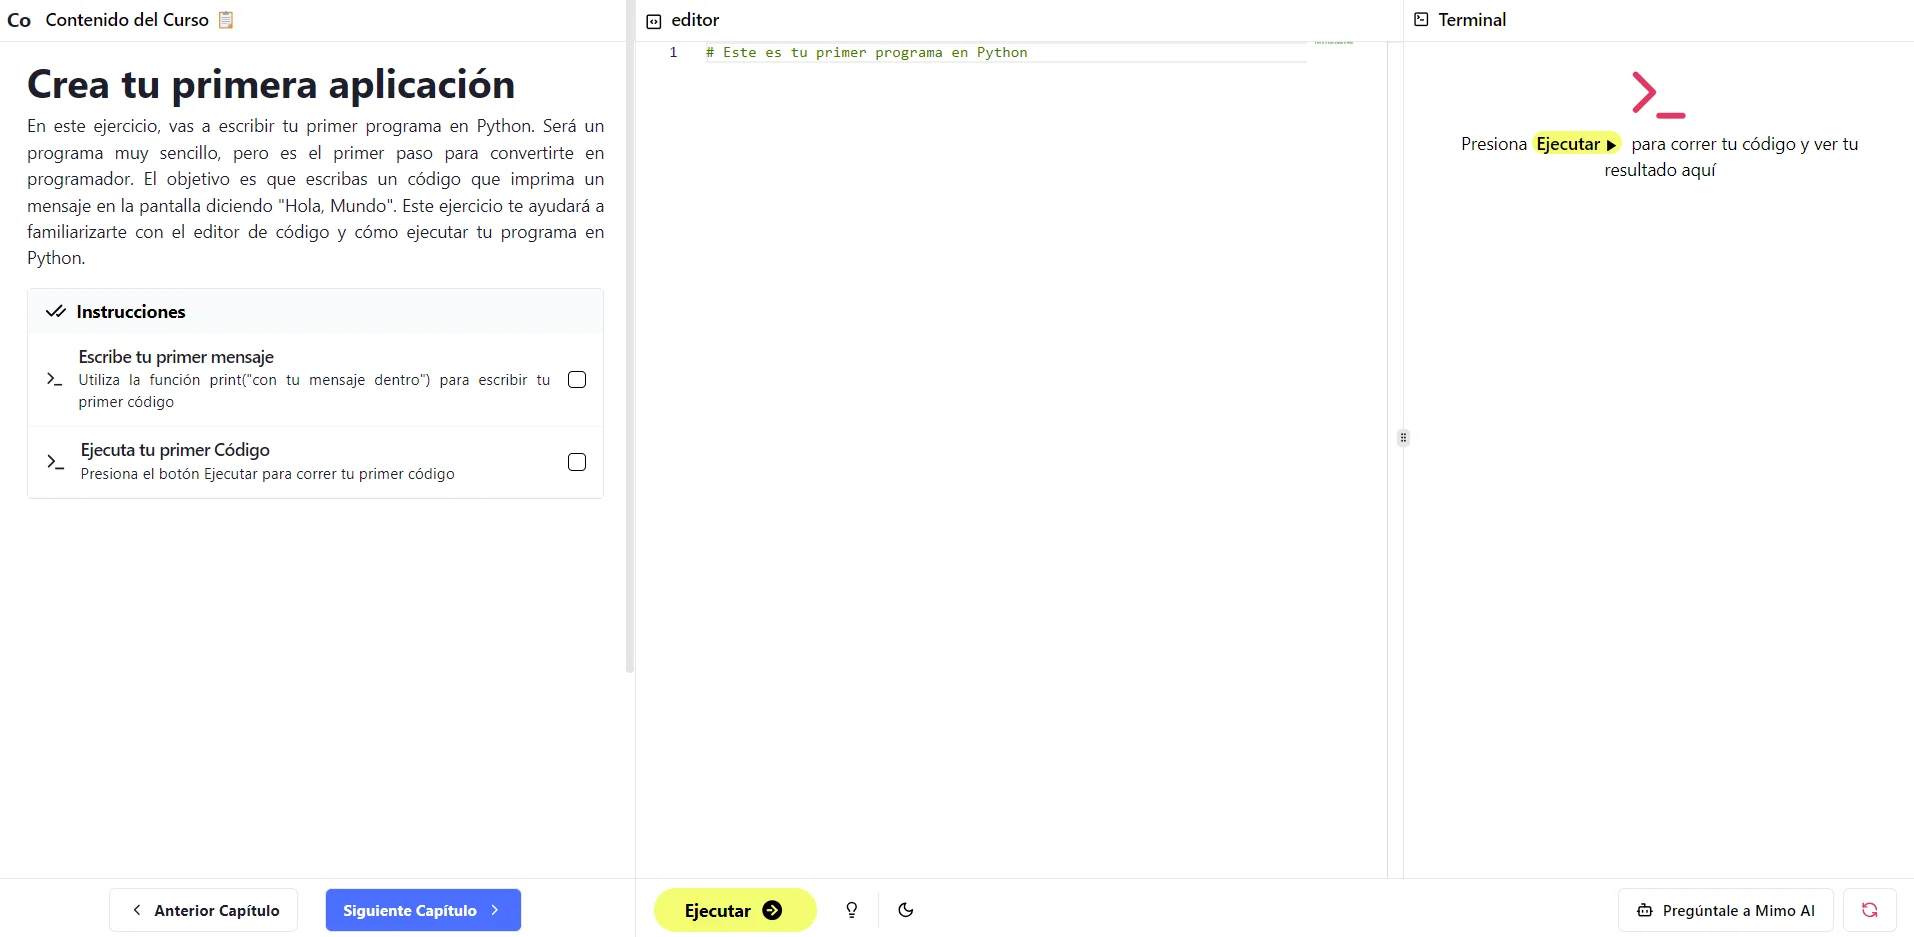 Co Contenido del Curso
Crea tu primera aplicación
En este ejercicio, vas a escribir tu primer programa en Python. Será un
programa muy sencillo, pero es el primer paso para convertirte en
programador. El objetivo es que escribas un código que imprima un
mensaje en la pantalla diciendo "Hola, Mundo". Este ejercicio te ayudará a
familiarizarte con el editor de código y cómo ejecutar tu programa en
Python.
Instrucciones
Escribe tu primer mensaje
Utiliza la función print("con tu mensaje dentro") para escribir tu
primer código
Ejecuta tu primer Código
Presiona el botón Ejecutar para correr tu primer código
Anterior Capítulo
Siguiente Capítulo
editor
1 # Este es tu primer programa en Python
Ejecutar
Terminal
Presiona Ejecutar para correr tu código y ver tu
resultado aquí
Pregúntale a Mimo AI